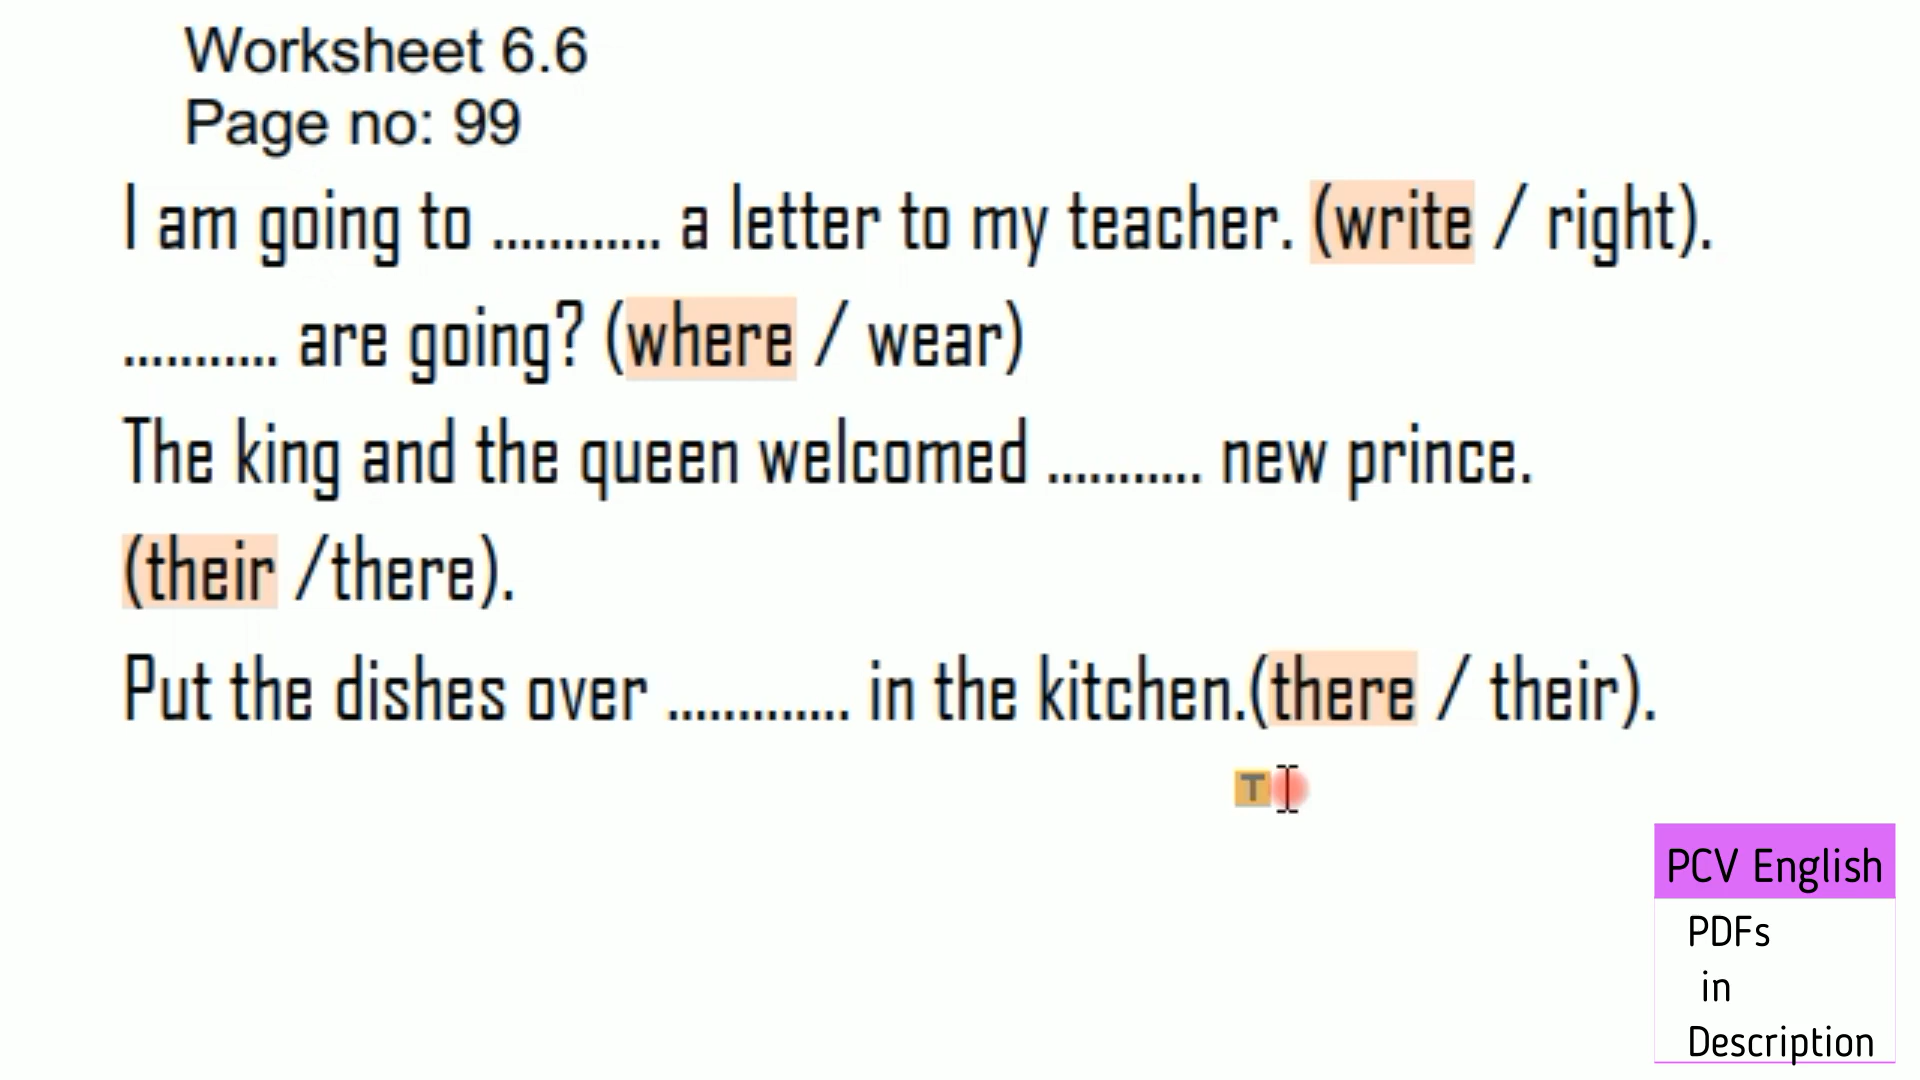 Worksheet 6.6
Page no: 99
I am going to ............ a letter to my teacher. (write / right).
........... are going? (where / wear)
The king and the queen welcomed ........... new prince.
(their /there).
Put the dishes over ............. in the kitchen.(there / their).
T
PCV English
PDFs
in
Description